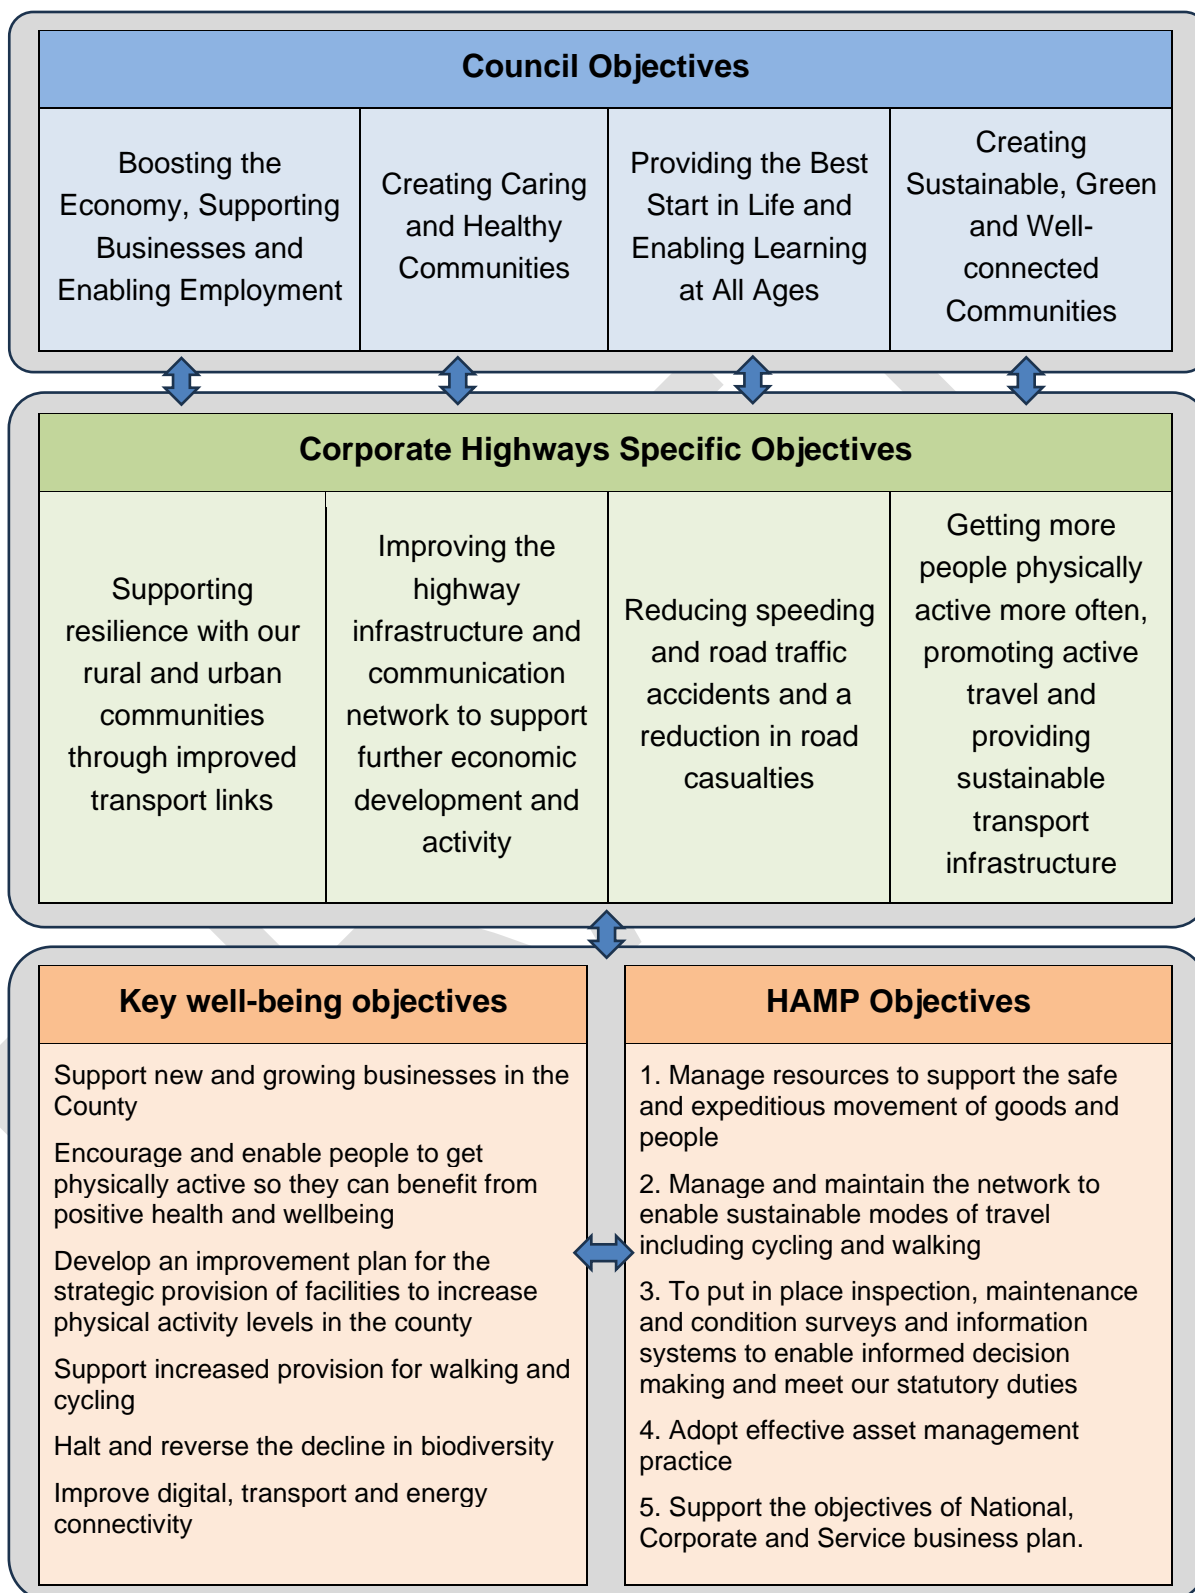 Council Objectives
Boosting the
Economy, Supporting
Businesses and
Enabling Employment
Creating Caring
and Healthy
Communities
Providing the Best
Start in Life and
Enabling Learning
at All Ages
Creating
Sustainable, Green
and Well-
connected
Communities
Corporate Highways Specific Objectives
Supporting
resilience with our
rural and urban
communities
through improved
transport links
Improving the
highway
infrastructure and
communication
network to support
further economic
development and
activity
Reducing speeding
and road traffic
accidents and a
reduction in road
casualties
Getting more
people physically
active more often,
promoting active
travel and
providing
sustainable
transport
infrastructure
Key well-being objectives
Support new and growing businesses in the
County
Encourage and enable people to get
physically active so they can benefit from
positive health and wellbeing
Develop an improvement plan for the
strategic provision of facilities to increase
physical activity levels in the county
Support increased provision for walking and
cycling
Halt and reverse the decline in biodiversity
Improve digital, transport and energy
connectivity
HAMP Objectives
1. Manage resources to support the safe
and expeditious movement of goods and
people
2. Manage and maintain the network to
enable sustainable modes of travel
including cycling and walking
3. To put in place inspection, maintenance
and condition surveys and information
systems to enable informed decision
making and meet our statutory duties
4. Adopt effective asset management
practice
5. Support the objectives of National,
Corporate and Service business plan.